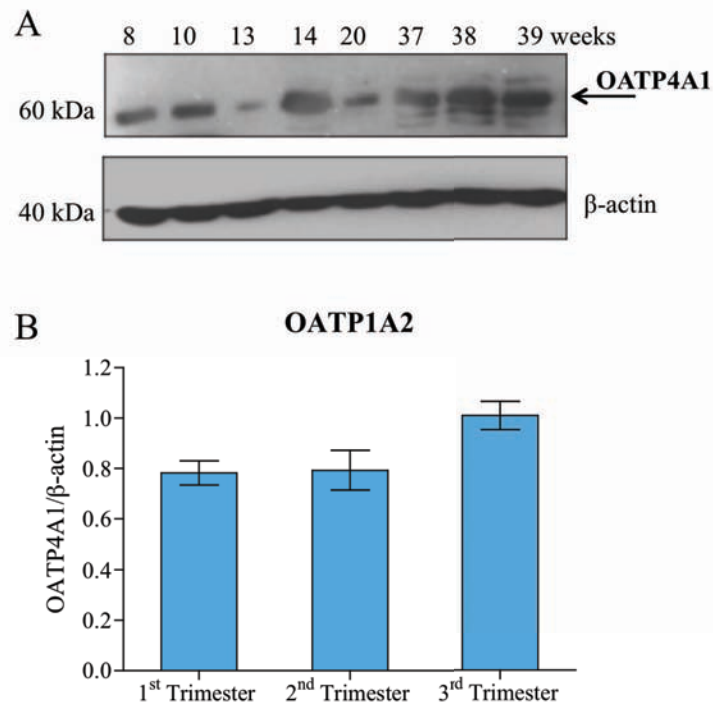 A
8 10 13 14 20 37 38 39 weeks
OATP4A1
60 kDa
40 kDa
β-actin
B
OATP1A2
1.2
1.0
0.8
0.6
0.4
0.2
0.0
OATP4A1/β-actin
1st Trimester 2nd Trimester 3rd Trimester